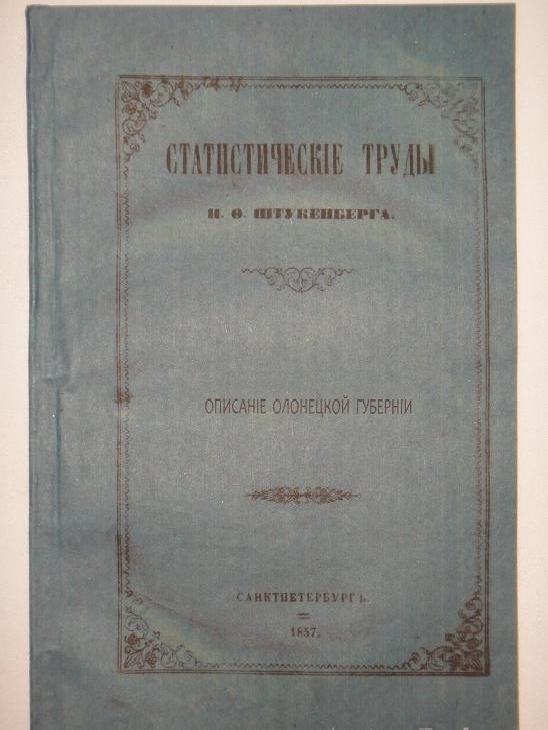 СТАТИСТИЧЕСКІЕ ТРУДЫ
И. Ѳ. ШТУКЕНБЕРГА.
ОПИСАНІЕ ОЛОНЕЦКОЙ ГУБЕРНІИ
САНКТПЕТЕРБУРГЪ.
1857.